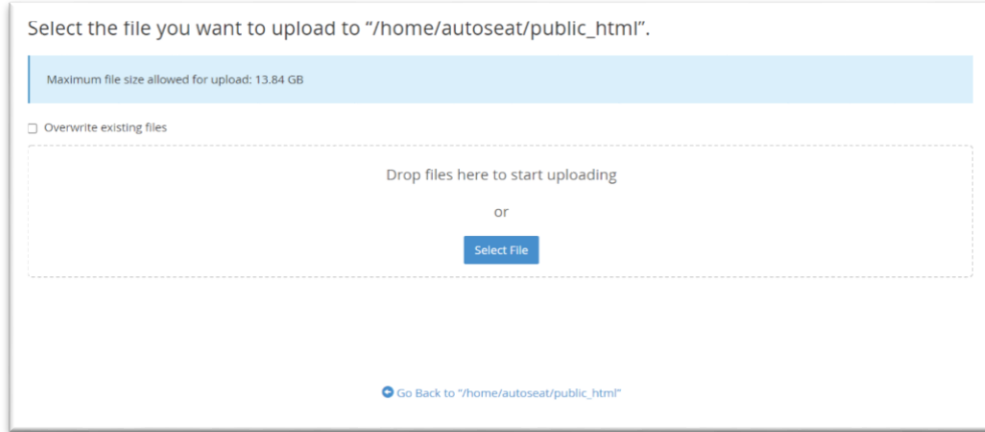 Select the file you want to upload to “/home/autoseat/public_html”.
Maximum file size allowed for upload: 13.84 GB
Overwrite existing files
Drop files here to start uploading
or
Select File
Go Back to “/home/autoseat/public_html”